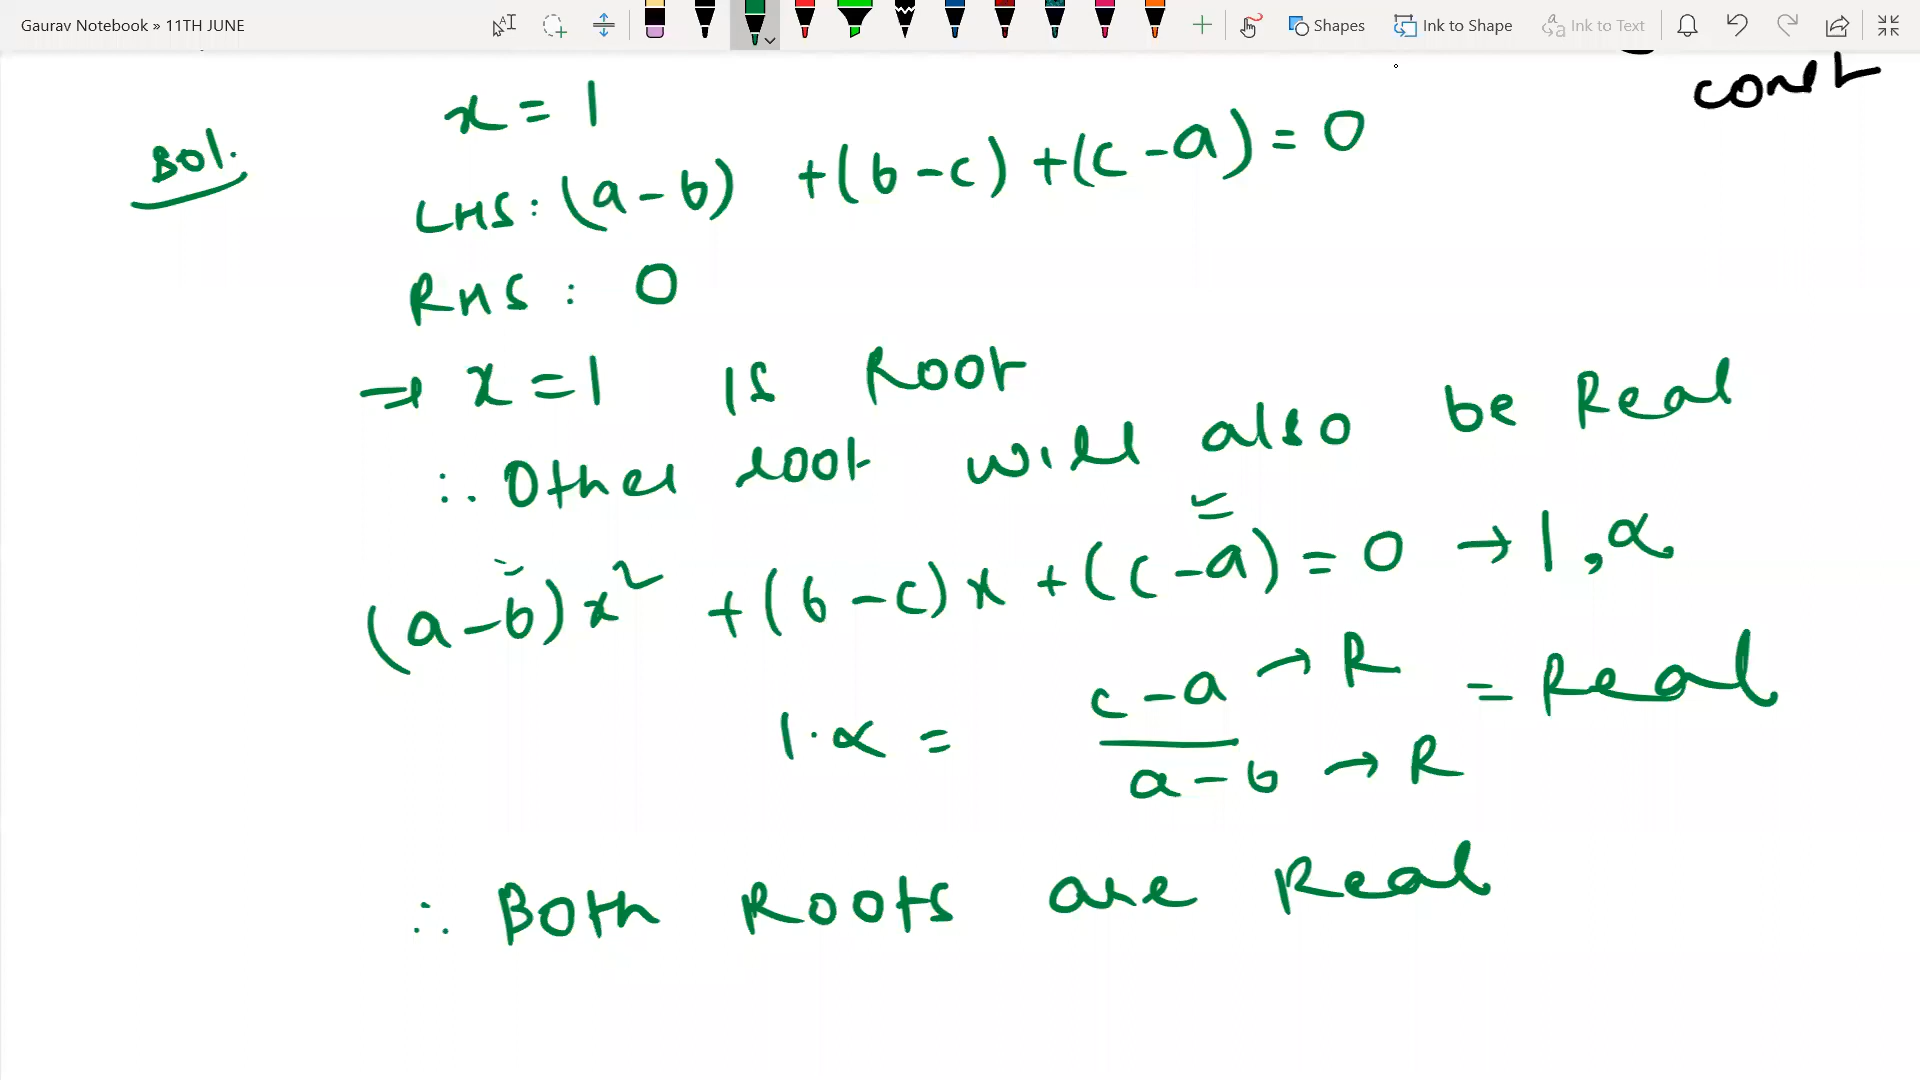 Gaurav Notebook » 11TH JUNE
Shapes
Ink to Shape
Ink to Text
const
Sol.
x = 1
LHS: (a-b) +(b-c) +(c-a) = 0
RHS: 0
→ x=1 is Root
∴ Other root will also be Real
(a-b)x² +(b-c)x +(c-a) = 0 → 1, α
1·α = c-a → R / a-b → R = Real
∴ Both Roots are Real